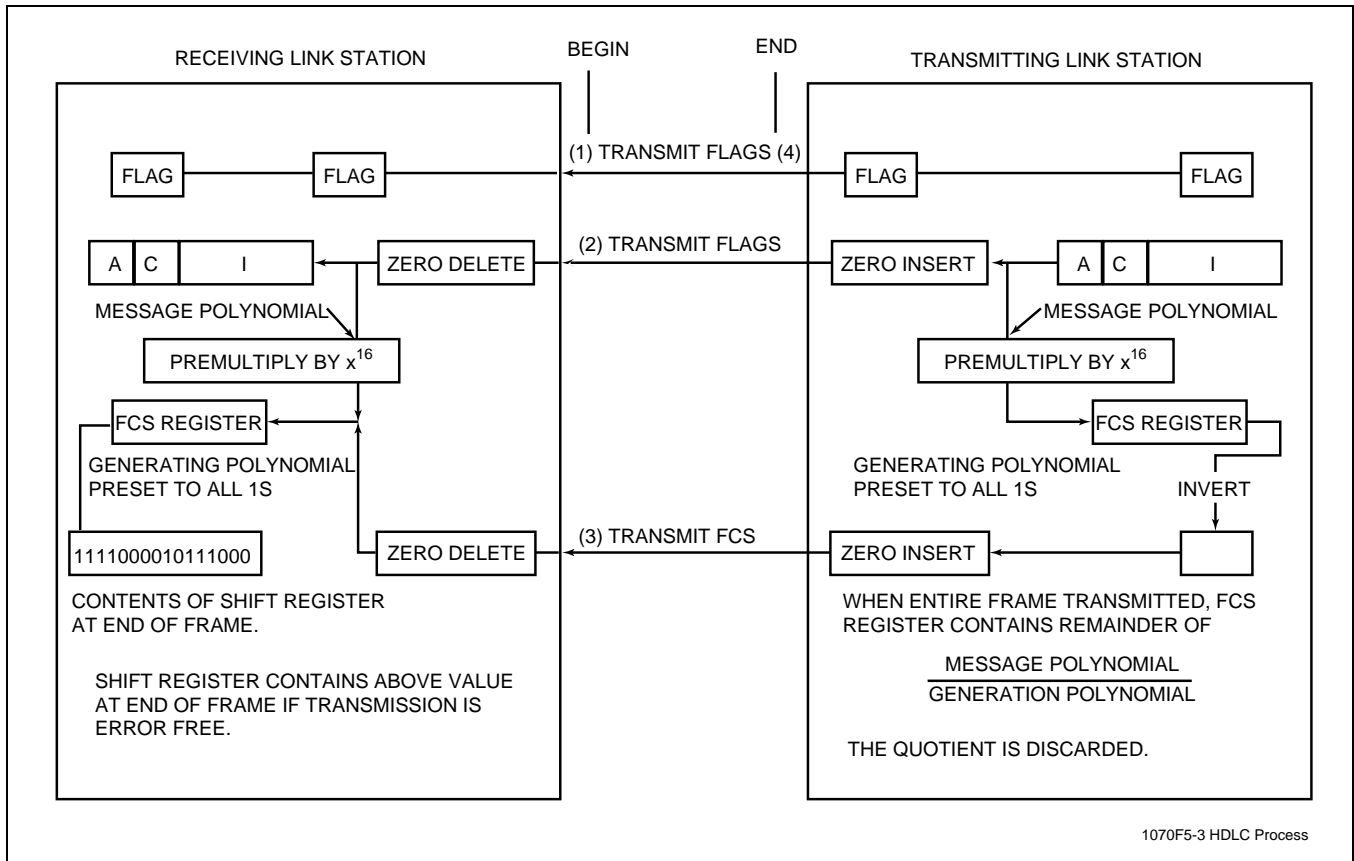 RECEIVING LINK STATION
BEGIN
END
TRANSMITTING LINK STATION
(1) TRANSMIT FLAGS (4)
FLAG
FLAG
FLAG
FLAG
(2) TRANSMIT FLAGS
A C I
ZERO DELETE
ZERO INSERT
A C I
MESSAGE POLYNOMIAL
MESSAGE POLYNOMIAL
PREMULTIPLY BY x¹⁶
PREMULTIPLY BY x¹⁶
FCS REGISTER
FCS REGISTER
GENERATING POLYNOMIAL
PRESET TO ALL 1S
GENERATING POLYNOMIAL
PRESET TO ALL 1S
INVERT
(3) TRANSMIT FCS
1111000010111000
ZERO DELETE
ZERO INSERT
CONTENTS OF SHIFT REGISTER
AT END OF FRAME.
WHEN ENTIRE FRAME TRANSMITTED, FCS
REGISTER CONTAINS REMAINDER OF
MESSAGE POLYNOMIAL
GENERATION POLYNOMIAL
SHIFT REGISTER CONTAINS ABOVE VALUE
AT END OF FRAME IF TRANSMISSION IS
ERROR FREE.
THE QUOTIENT IS DISCARDED.
1070F5-3 HDLC Process